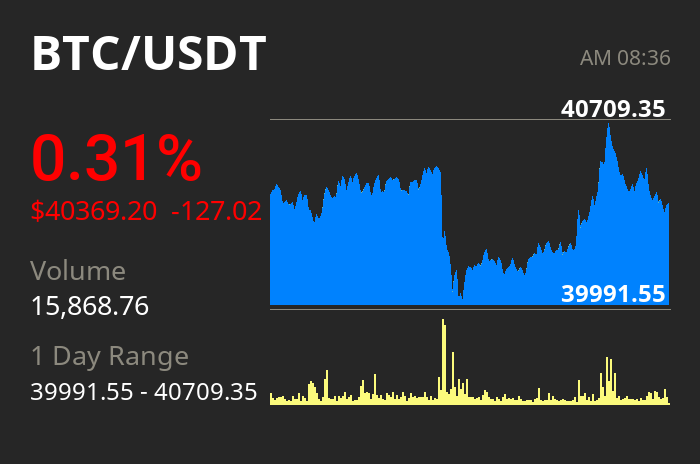 BTC/USDT
AM 08:36
0.31%
$40369.20 -127.02
Volume
15,868.76
1 Day Range
39991.55 - 40709.35
40709.35
39991.55